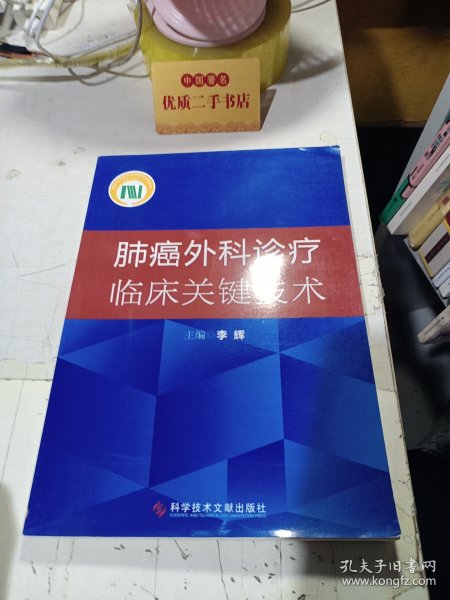 中国著名
优质二手书店
肺癌外科诊疗
临床关键技术
主编 李辉
科学技术文献出版社
SCIENTIFIC AND TECHNICAL DOCUMENTATION PRESS
孔夫子旧书网
www.kongfz.com